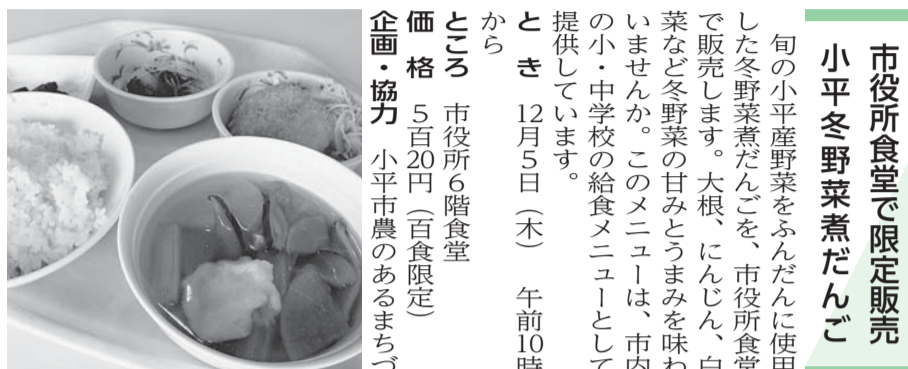 市役所食堂で限定販売
小平冬野菜煮だんご
旬の小平産野菜をふんだんに使用
した冬野菜煮だんごを、市役所食堂
で販売します。大根、にんじん、白
菜など冬野菜の甘みとうまみを味わ
いませんか。このメニューは、市内
の小・中学校の給食メニューとして
提供しています。
とき　12月5日（木）　午前10時
から
ところ　市役所6階食堂
価格　5百20円（百食限定）
企画・協力　小平市農のあるまちづ